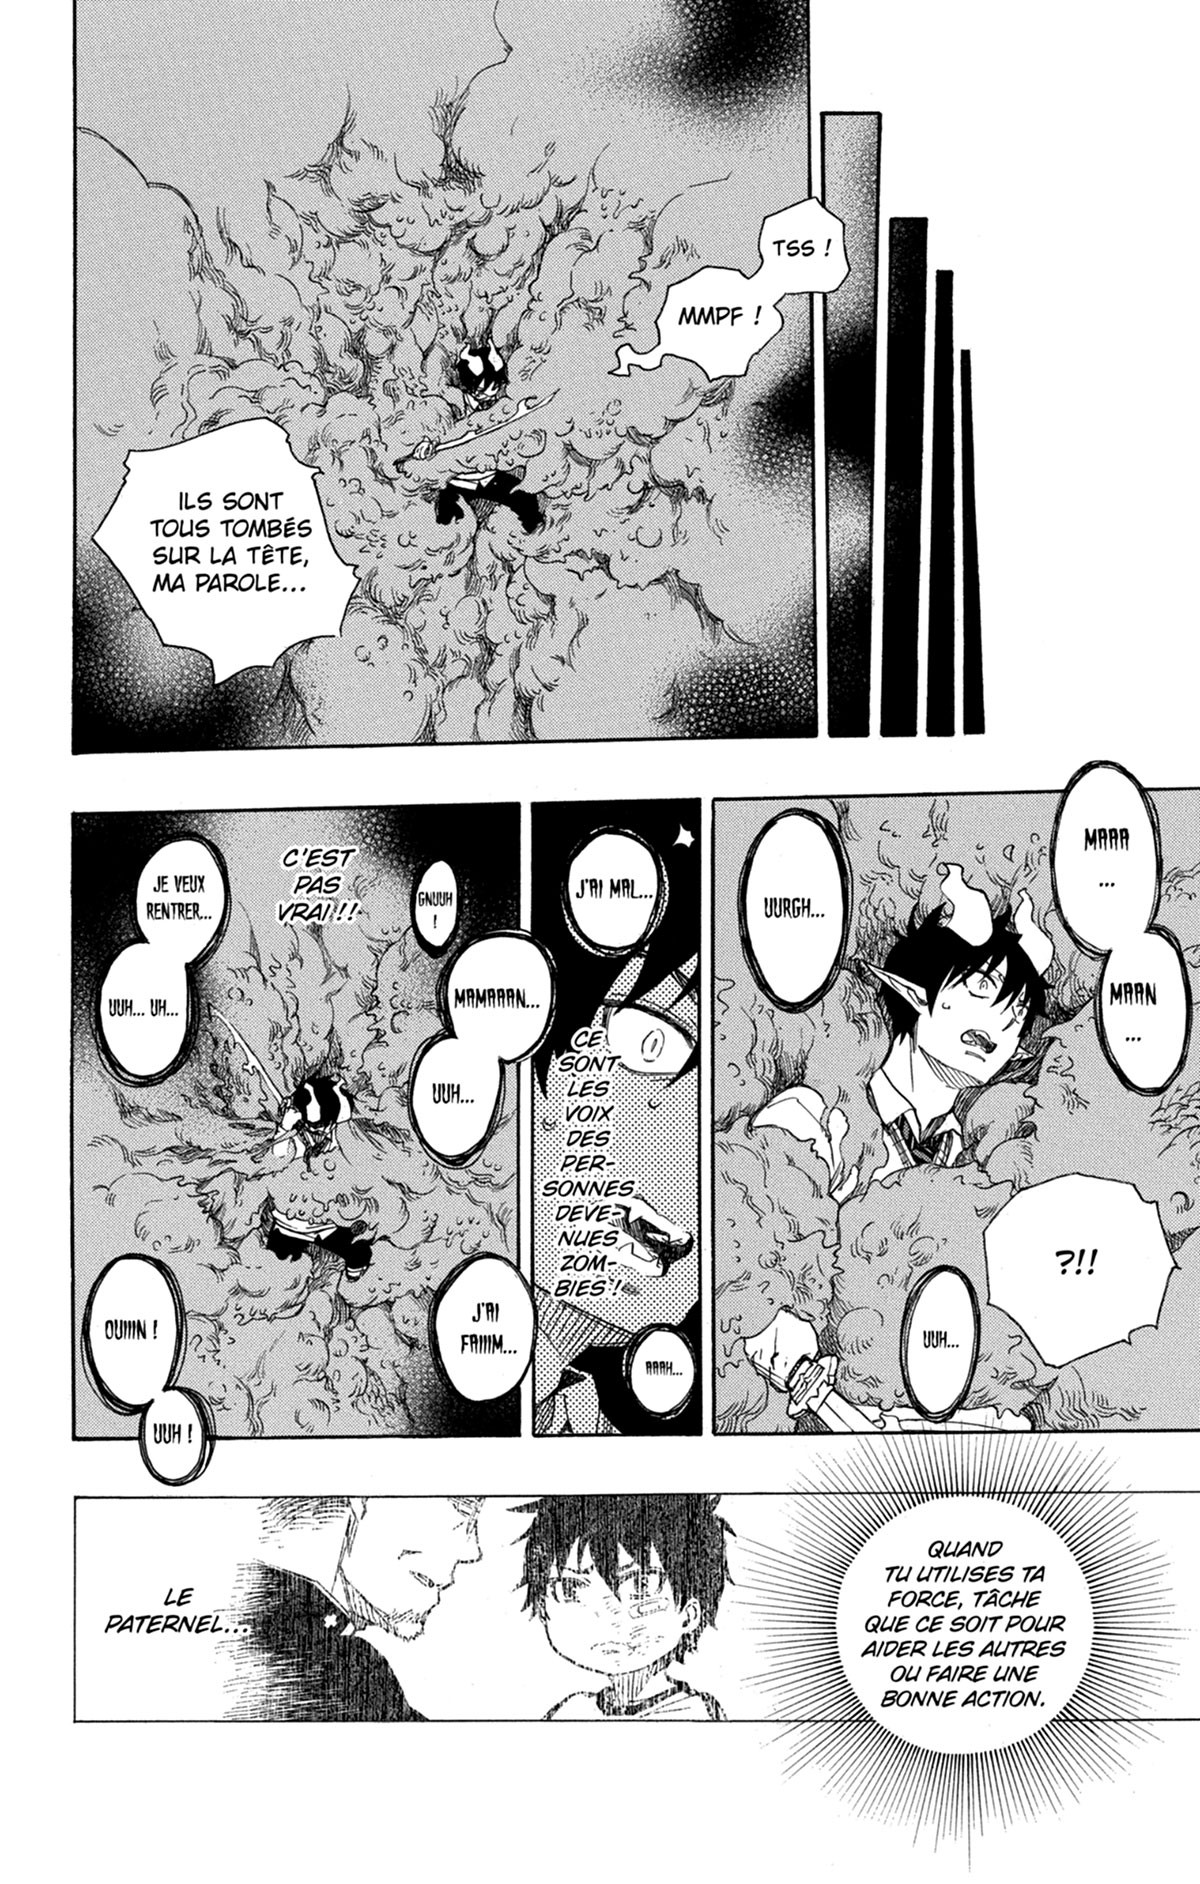 TSS !
MMPF !
ILS SONT
TOUS TOMBÉS
SUR LA TÊTE,
MA PAROLE...
MAAA
...
MAAN
...
UURGH...
?!!
UUH...
J'AI MAL...
CE
SONT
LES
VOIX
DES
PER-
SONNES
DEVE-
NUES
ZOM-
BIES !
AAAH...
GNUUH
!
MAMAAAN...
UUH...
C'EST
PAS
VRAI !!
JE VEUX
RENTRER...
UUH... UH...
J'AI
FAIIIM...
OUIIIN !
UUH !
QUAND
TU UTILISES TA
FORCE, TÂCHE
QUE CE SOIT POUR
AIDER LES AUTRES
OU FAIRE UNE
BONNE ACTION.
LE
PATERNEL...